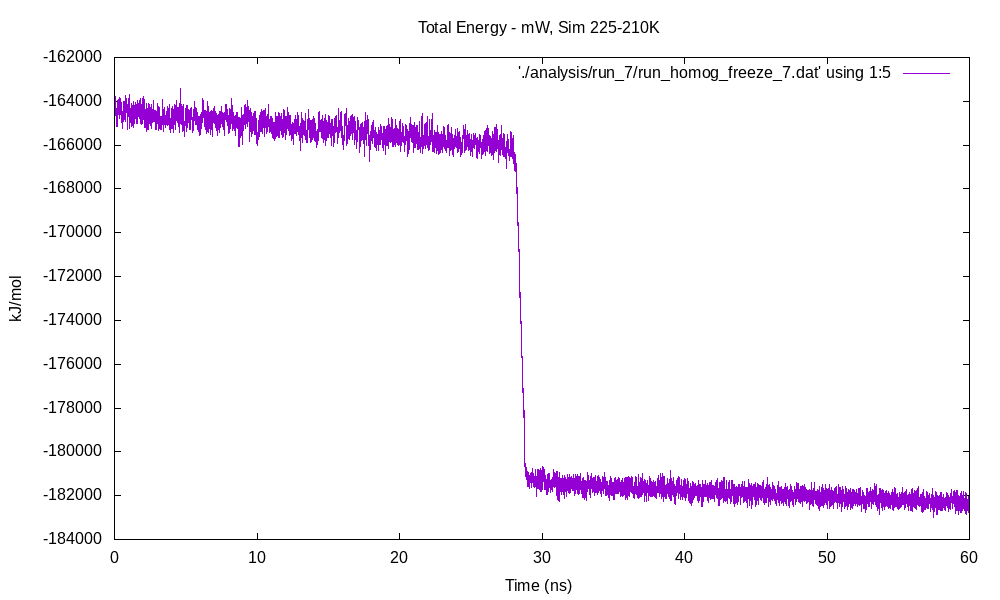 Total Energy - mW, Sim 225-210K
'./analysis/run_7/run_homog_freeze_7.dat' using 1:5
-162000
-164000
-166000
-168000
-170000
-172000
-174000
-176000
-178000
-180000
-182000
-184000
kJ/mol
0 10 20 30 40 50 60
Time (ns)